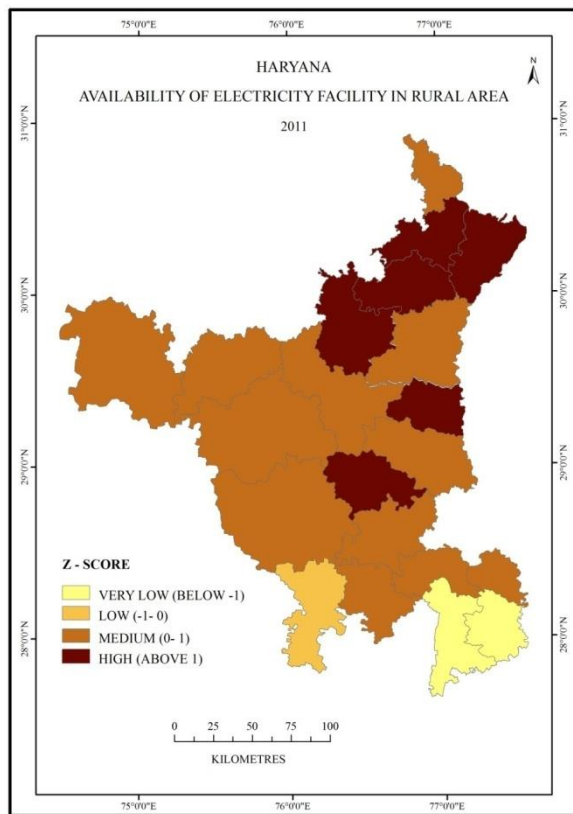 75°0'0"E 76°0'0"E 77°0'0"E
N
HARYANA
AVAILABILITY OF ELECTRICITY FACILITY IN RURAL AREA
2011
31°0'0"N 31°0'0"N
30°0'0"N 30°0'0"N
29°0'0"N 29°0'0"N
28°0'0"N 28°0'0"N
Z - SCORE
VERY LOW (BELOW -1)
LOW (-1- 0)
MEDIUM (0- 1)
HIGH (ABOVE 1)
0 25 50 75 100
KILOMETRES
75°0'0"E 76°0'0"E 77°0'0"E